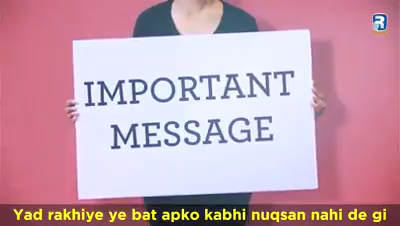 R
IMPORTANT
MESSAGE
Yad rakhiye ye bat apko kabhi nuqsan nahi de gi